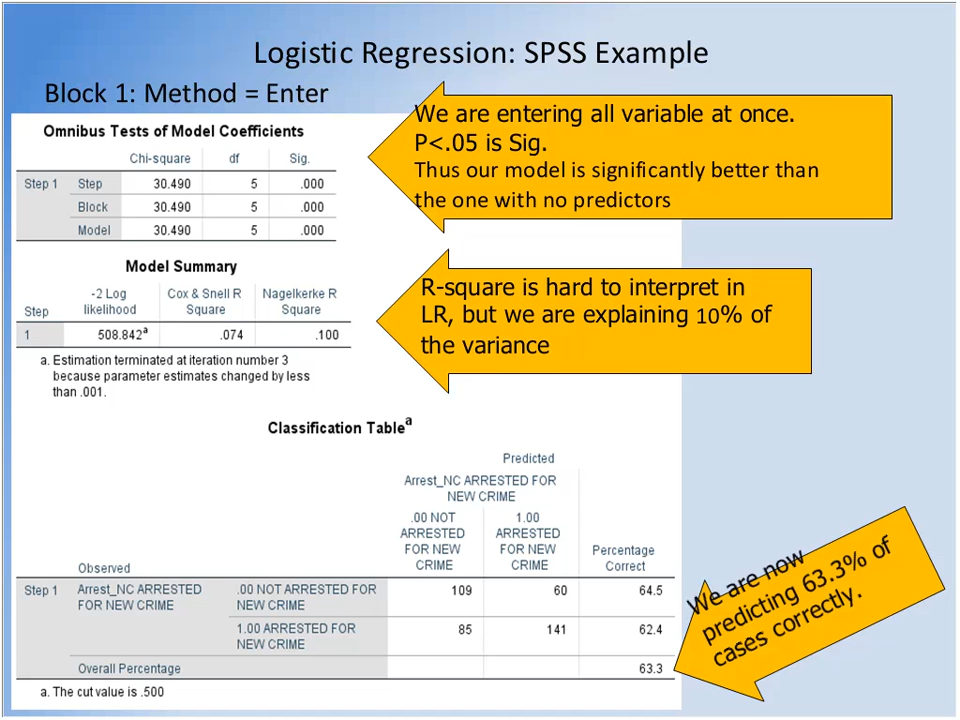 Logistic Regression: SPSS Example
Block 1: Method = Enter
We are entering all variable at once.
P<.05 is Sig.
Thus our model is significantly better than
the one with no predictors
Omnibus Tests of Model Coefficients
Chi-square df Sig.
Step 1 Step 30.490 5 .000
Block 30.490 5 .000
Model 30.490 5 .000
Model Summary
Step -2 Log likelihood Cox & Snell R Square Nagelkerke R Square
1 508.842a .074 .100
a. Estimation terminated at iteration number 3
because parameter estimates changed by less
than .001.
R-square is hard to interpret in
LR, but we are explaining 10% of
the variance
Classification Tablea
Predicted
Arrest_NC ARRESTED FOR
NEW CRIME
Observed .00 NOT ARRESTED FOR NEW CRIME 1.00 ARRESTED FOR NEW CRIME Percentage Correct
Step 1 Arrest_NC ARRESTED FOR NEW CRIME .00 NOT ARRESTED FOR NEW CRIME 109 60 64.5
1.00 ARRESTED FOR NEW CRIME 85 141 62.4
Overall Percentage 63.3
a. The cut value is .500
We are now
predicting 63.3% of
cases correctly.